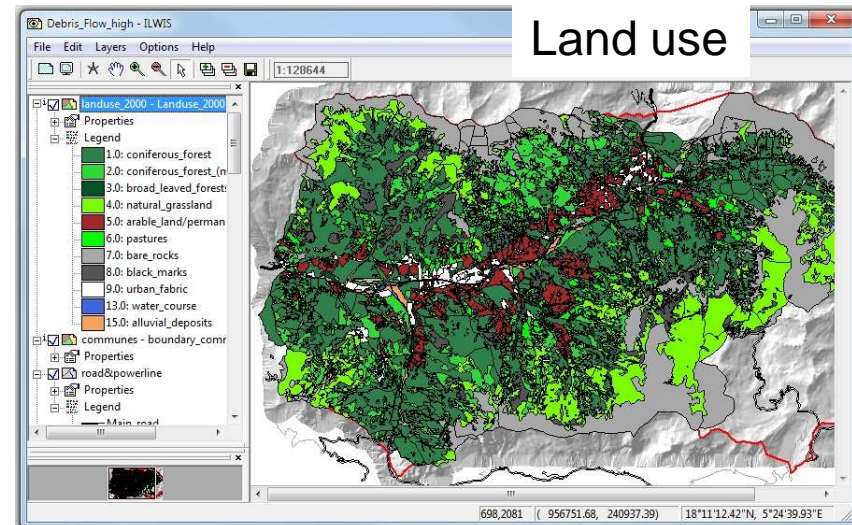 Debris_Flow_high - ILWIS
Land use
File Edit Layers Options Help
1:128644
landuse_2000 - Landuse_2000
Properties
Legend
1.0: coniferous_forest
2.0: coniferous_forest_(n
3.0: broad_leaved_forest:
4.0: natural_grassland
5.0: arable_land/perman
6.0: pastures
7.0: bare_rocks
8.0: black_marks
9.0: urban_fabric
13.0: water_course
15.0: alluvial_deposits
communes - boundary_comr
Properties
road&powerline
Properties
Legend
Main_road
698,2081 ( 956751.68, 240937.39) 18°11'12.42"N, 5°24'39.93"E